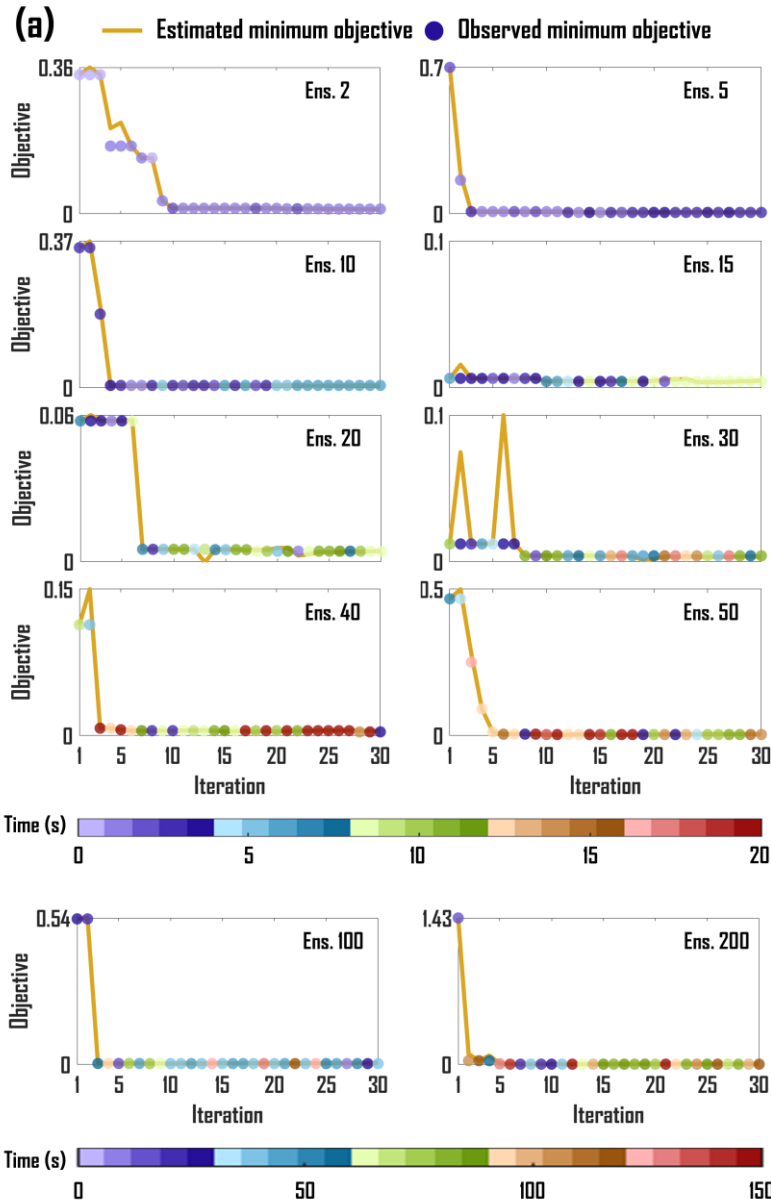 (a)
Estimated minimum objective Observed minimum objective
0.36 Objective 0 Ens. 2
0.7 0 Ens. 5
0.37 Objective 0 Ens. 10
0.1 0 Ens. 15
0.06 Objective 0 Ens. 20
0.1 0 Ens. 30
0.15 Objective 0 Ens. 40
0.5 0 Ens. 50
1 5 10 15 20 25 30 1 5 10 15 20 25 30
Iteration Iteration
Time (s)
0 5 10 15 20
0.54 Objective 0 Ens. 100
1.43 0 Ens. 200
1 5 10 15 20 25 30 1 5 10 15 20 25 30
Iteration Iteration
Time (s)
0 50 100 150